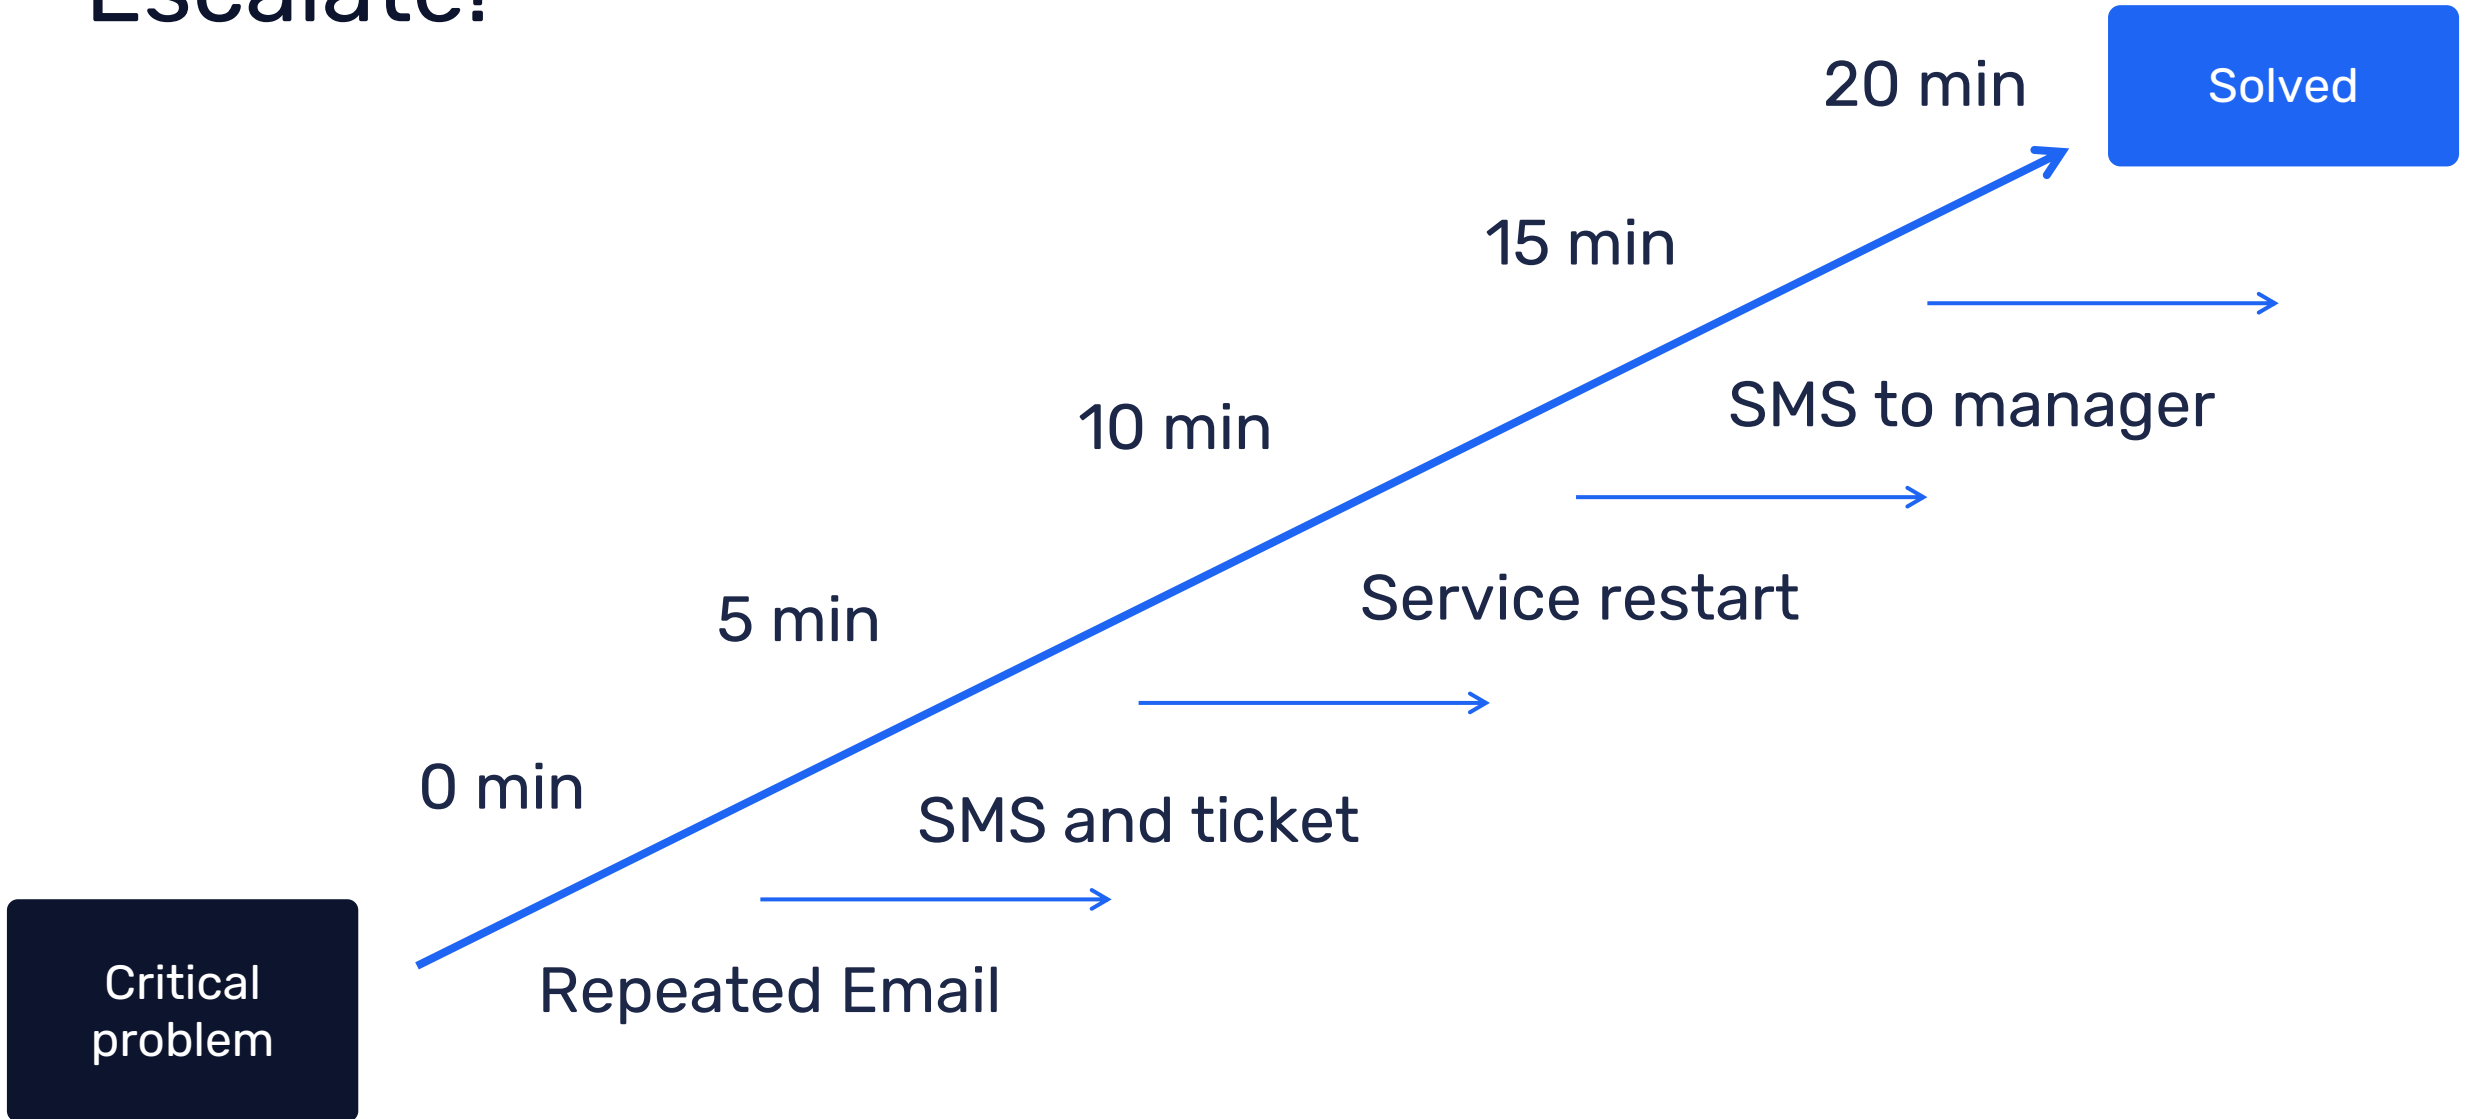 Escalate!
20 min
Solved
15 min
SMS to manager
10 min
Service restart
5 min
SMS and ticket
0 min
Repeated Email
Critical
problem